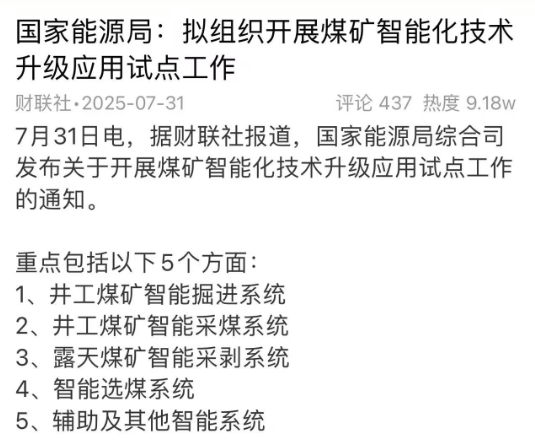 国家能源局：拟组织开展煤矿智能化技术
升级应用试点工作
财联社·2025-07-31 评论 437 热度 9.18w
7月31日电，据财联社报道，国家能源局综合司
发布关于开展煤矿智能化技术升级应用试点工作
的通知。
重点包括以下5个方面：
1、井工煤矿智能掘进系统
2、井工煤矿智能采煤系统
3、露天煤矿智能采剥系统
4、智能选煤系统
5、辅助及其他智能系统